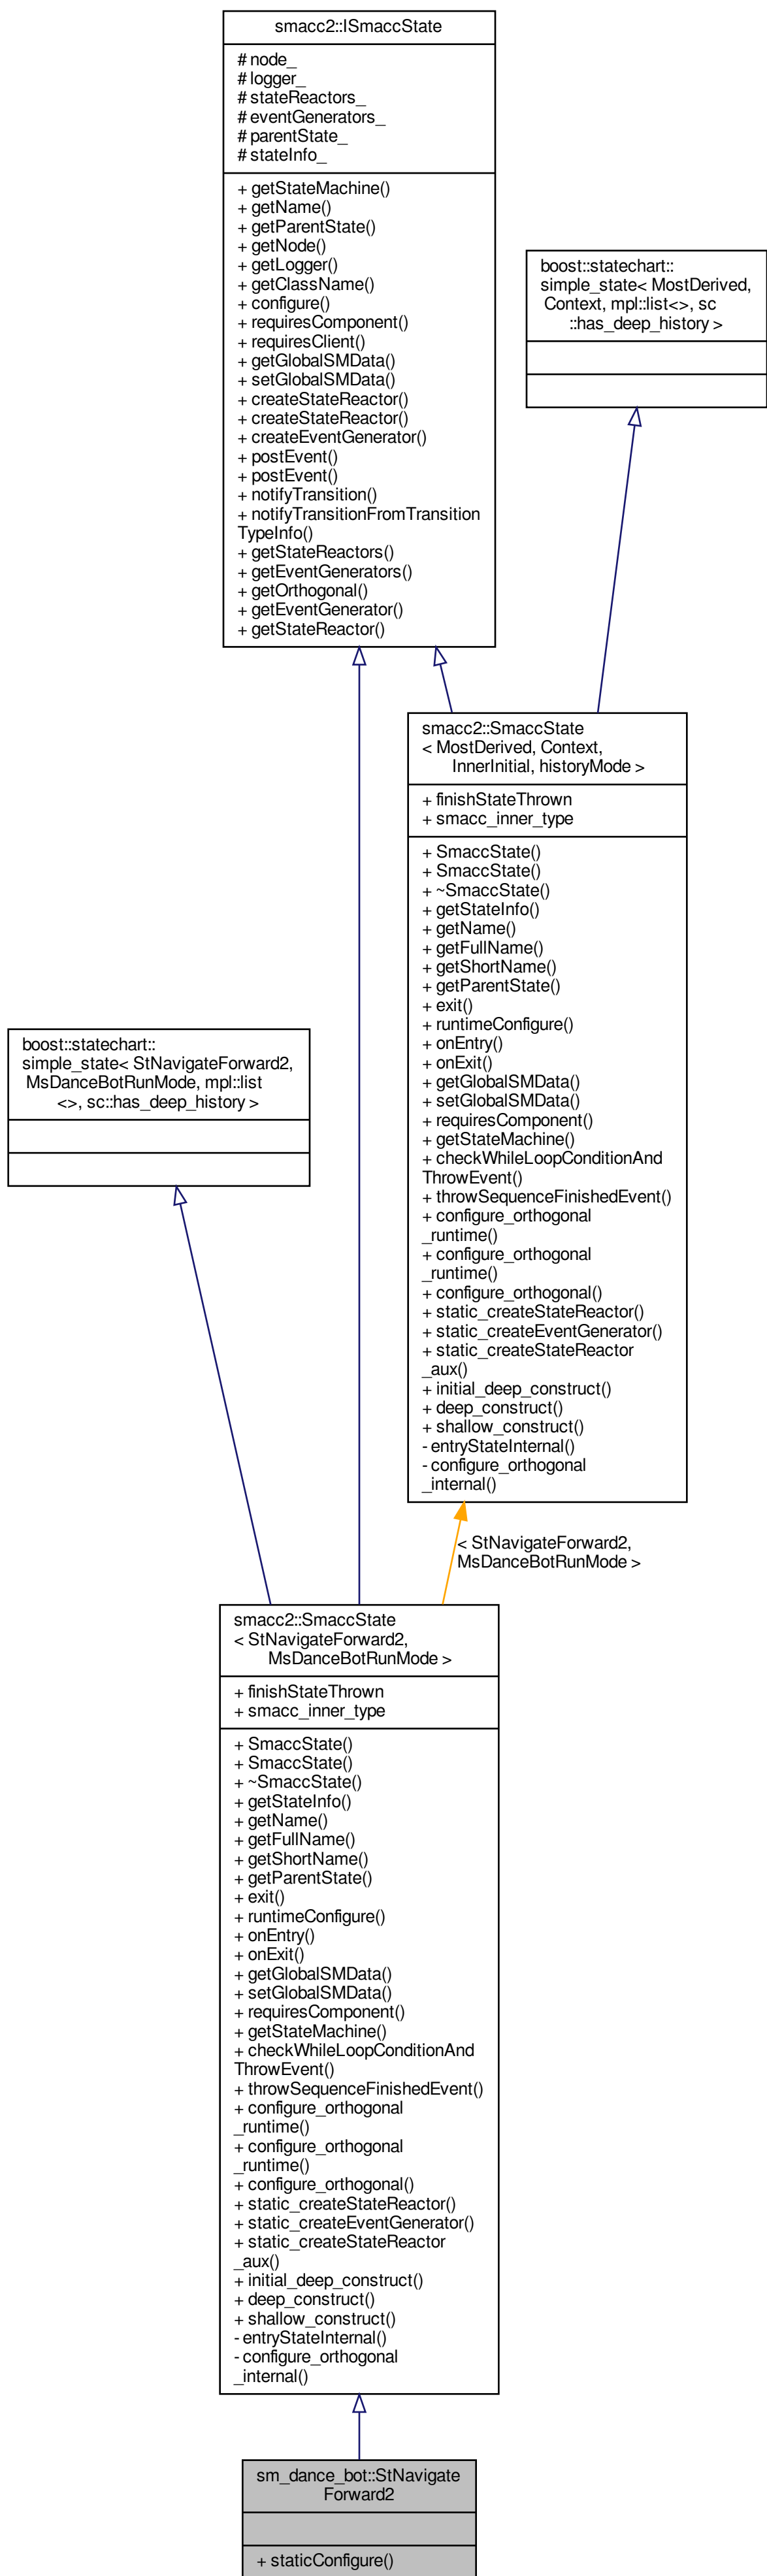 smacc2::ISmaccState
# node_
# logger_
# stateReactors_
# eventGenerators_
# parentState_
# stateInfo_
+ getStateMachine()
+ getName()
+ getParentState()
+ getNode()
+ getLogger()
+ getClassName()
+ configure()
+ requiresComponent()
+ requiresClient()
+ getGlobalSMData()
+ setGlobalSMData()
+ createStateReactor()
+ createStateReactor()
+ createEventGenerator()
+ postEvent()
+ postEvent()
+ notifyTransition()
+ notifyTransitionFromTransition
TypeInfo()
+ getStateReactors()
+ getEventGenerators()
+ getOrthogonal()
+ getEventGenerator()
+ getStateReactor()
boost::statechart::
simple_state< MostDerived,
Context, mpl::list<>, sc
::has_deep_history >
smacc2::SmaccState
< MostDerived, Context,
InnerInitial, historyMode >
+ finishStateThrown
+ smacc_inner_type
+ SmaccState()
+ SmaccState()
+ ~SmaccState()
+ getStateInfo()
+ getName()
+ getFullName()
+ getShortName()
+ getParentState()
+ exit()
+ runtimeConfigure()
+ onEntry()
+ onExit()
+ getGlobalSMData()
+ setGlobalSMData()
+ requiresComponent()
+ getStateMachine()
+ checkWhileLoopConditionAnd
ThrowEvent()
+ throwSequenceFinishedEvent()
+ configure_orthogonal
_runtime()
+ configure_orthogonal
_runtime()
+ configure_orthogonal()
+ static_createStateReactor()
+ static_createEventGenerator()
+ static_createStateReactor
_aux()
+ initial_deep_construct()
+ deep_construct()
+ shallow_construct()
- entryStateInternal()
- configure_orthogonal
_internal()
boost::statechart::
simple_state< StNavigateForward2,
MsDanceBotRunMode, mpl::list
<>, sc::has_deep_history >
< StNavigateForward2,
MsDanceBotRunMode >
smacc2::SmaccState
< StNavigateForward2,
MsDanceBotRunMode >
+ finishStateThrown
+ smacc_inner_type
+ SmaccState()
+ SmaccState()
+ ~SmaccState()
+ getStateInfo()
+ getName()
+ getFullName()
+ getShortName()
+ getParentState()
+ exit()
+ runtimeConfigure()
+ onEntry()
+ onExit()
+ getGlobalSMData()
+ setGlobalSMData()
+ requiresComponent()
+ getStateMachine()
+ checkWhileLoopConditionAnd
ThrowEvent()
+ throwSequenceFinishedEvent()
+ configure_orthogonal
_runtime()
+ configure_orthogonal
_runtime()
+ configure_orthogonal()
+ static_createStateReactor()
+ static_createEventGenerator()
+ static_createStateReactor
_aux()
+ initial_deep_construct()
+ deep_construct()
+ shallow_construct()
- entryStateInternal()
- configure_orthogonal
_internal()
sm_dance_bot::StNavigate
Forward2
+ staticConfigure()